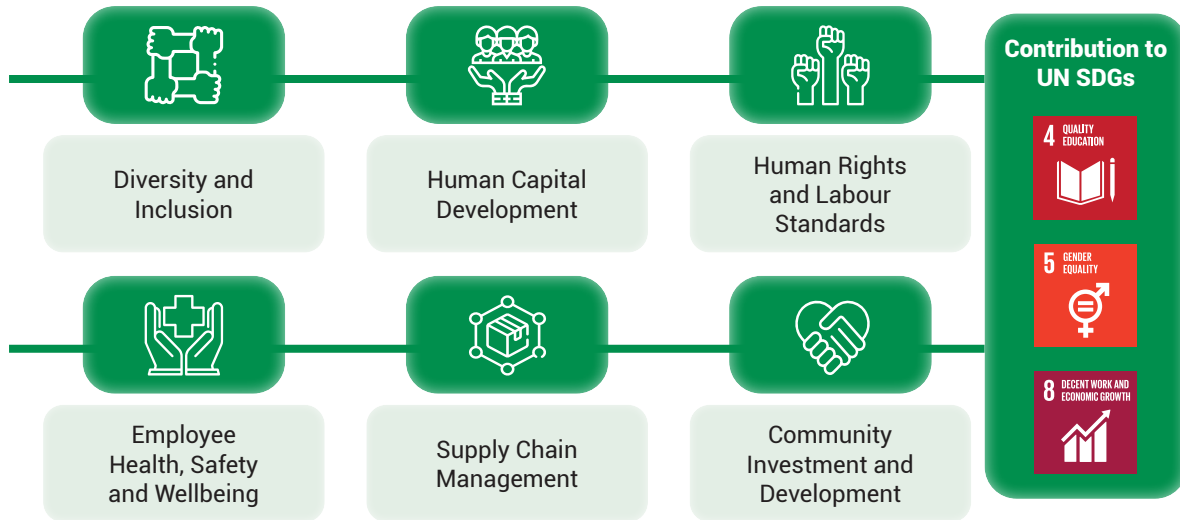 Diversity and
Inclusion
Human Capital
Development
Human Rights
and Labour
Standards
Employee
Health, Safety
and Wellbeing
Supply Chain
Management
Community
Investment and
Development
Contribution to
UN SDGs
4 QUALITY
EDUCATION
5 GENDER
EQUALITY
8 DECENT WORK AND
ECONOMIC GROWTH